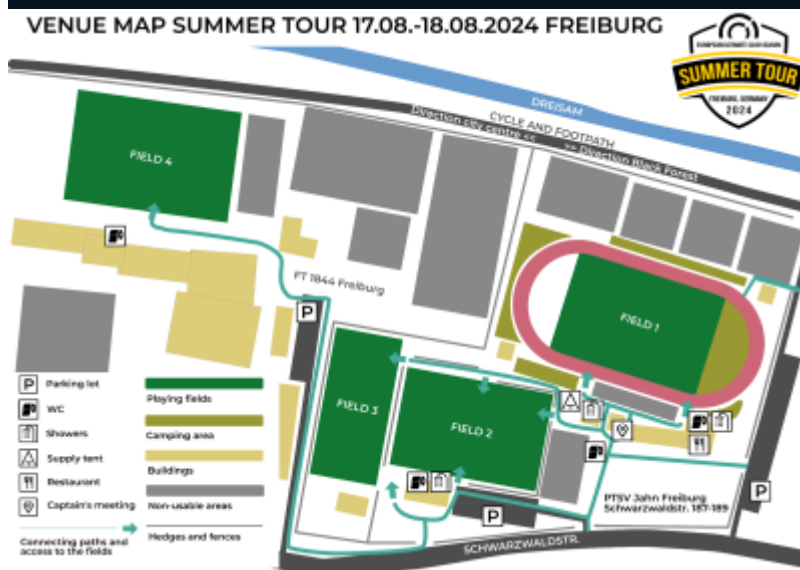 VENUE MAP SUMMER TOUR 17.08.-18.08.2024 FREIBURG
SUMMER TOUR
FREIBURG, GERMANY
2024
DREISAM
CYCLE AND FOOTPATH
Direction city centre <<
>> Direction Black Forest
FIELD 4
FT 1844 Freiburg
P
FIELD 1
FIELD 3
FIELD 2
P
P
PTSV Jahn Freiburg
Schwarzwaldstr. 187-189
SCHWARZWALDSTR.
P Parking lot
WC
Showers
Supply tent
Restaurant
Captain's meeting
Connecting paths and
access to the fields
Playing fields
Camping area
Buildings
Non-usable areas
Hedges and fences